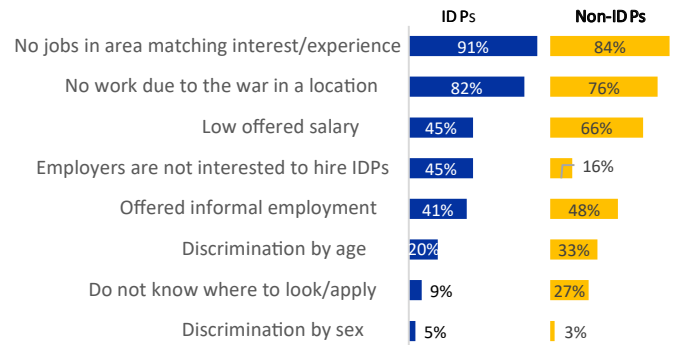 IDPs Non-IDPs
No jobs in area matching interest/experience 91% 84%
No work due to the war in a location 82% 76%
Low offered salary 45% 66%
Employers are not interested to hire IDPs 45% 16%
Offered informal employment 41% 48%
Discrimination by age 20% 33%
Do not know where to look/apply 9% 27%
Discrimination by sex 5% 3%